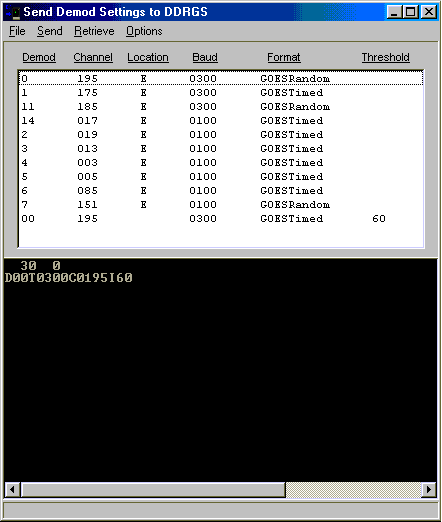 Send Demod Settings to DDRGS
File Send Retrieve Options
Demod Channel Location Baud Format Threshold
0 195 E 0300 GOESRandom
1 175 E 0300 GOESTimed
11 185 E 0300 GOESRandom
14 017 E 0100 GOESTimed
2 019 E 0100 GOESTimed
3 013 E 0100 GOESTimed
4 003 E 0100 GOESTimed
5 005 E 0100 GOESTimed
6 085 E 0100 GOESTimed
7 151 E 0100 GOESRandom
00 195 0300 GOESTimed 60
30 0
D00T0300C0195I60